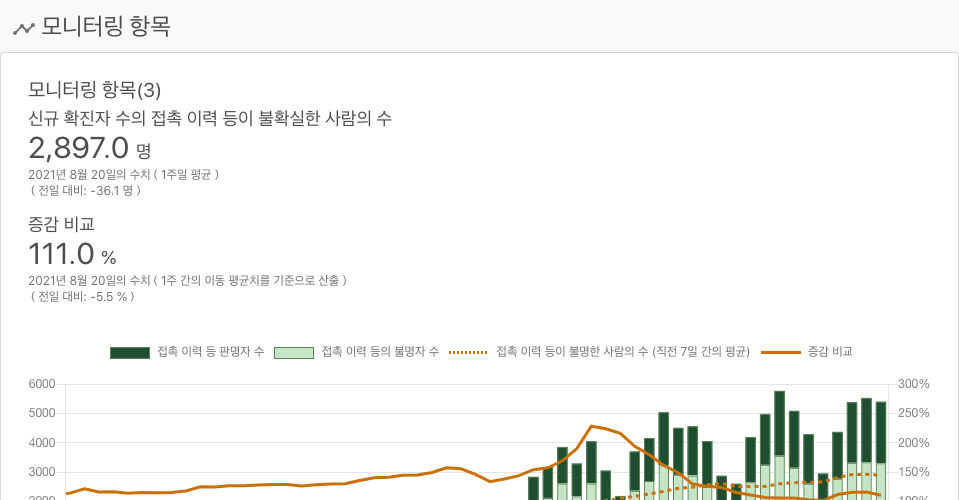 모니터링 항목
모니터링 항목(3)
신규 확진자 수의 접촉 이력 등이 불확실한 사람의 수
2,897.0 명
2021년 8월 20일의 수치 ( 1주일 평균 )
( 전일 대비: -36.1 명 )
증감 비교
111.0 %
2021년 8월 20일의 수치 ( 1주 간의 이동 평균치를 기준으로 산출 )
( 전일 대비: -5.5 % )
접촉 이력 등 판명자 수 접촉 이력 등의 불명자 수 접촉 이력 등이 불명한 사람의 수 (직전 7일 간의 평균) 증감 비교
6000 300%
5000 250%
4000 200%
3000 150%
2000 100%